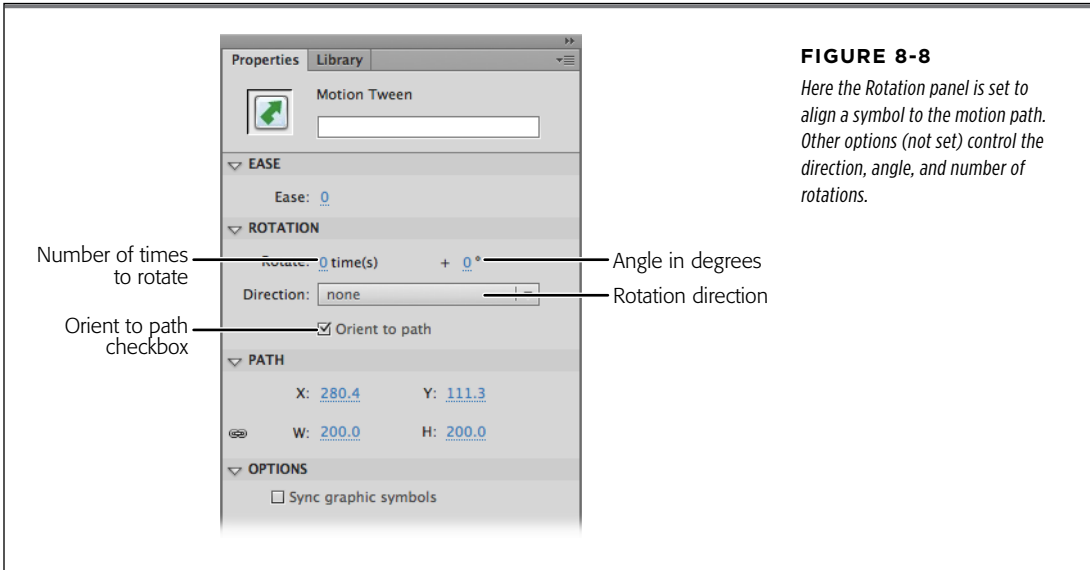 Properties Library
Motion Tween
EASE
Ease: 0
ROTATION
Rotate: 0 time(s) + 0°
Direction: none
Orient to path
PATH
X: 280.4 Y: 111.3
W: 200.0 H: 200.0
OPTIONS
Sync graphic symbols
Number of times
to rotate
Orient to path
checkbox
Angle in degrees
Rotation direction
FIGURE 8-8
Here the Rotation panel is set to
align a symbol to the motion path.
Other options (not set) control the
direction, angle, and number of
rotations.